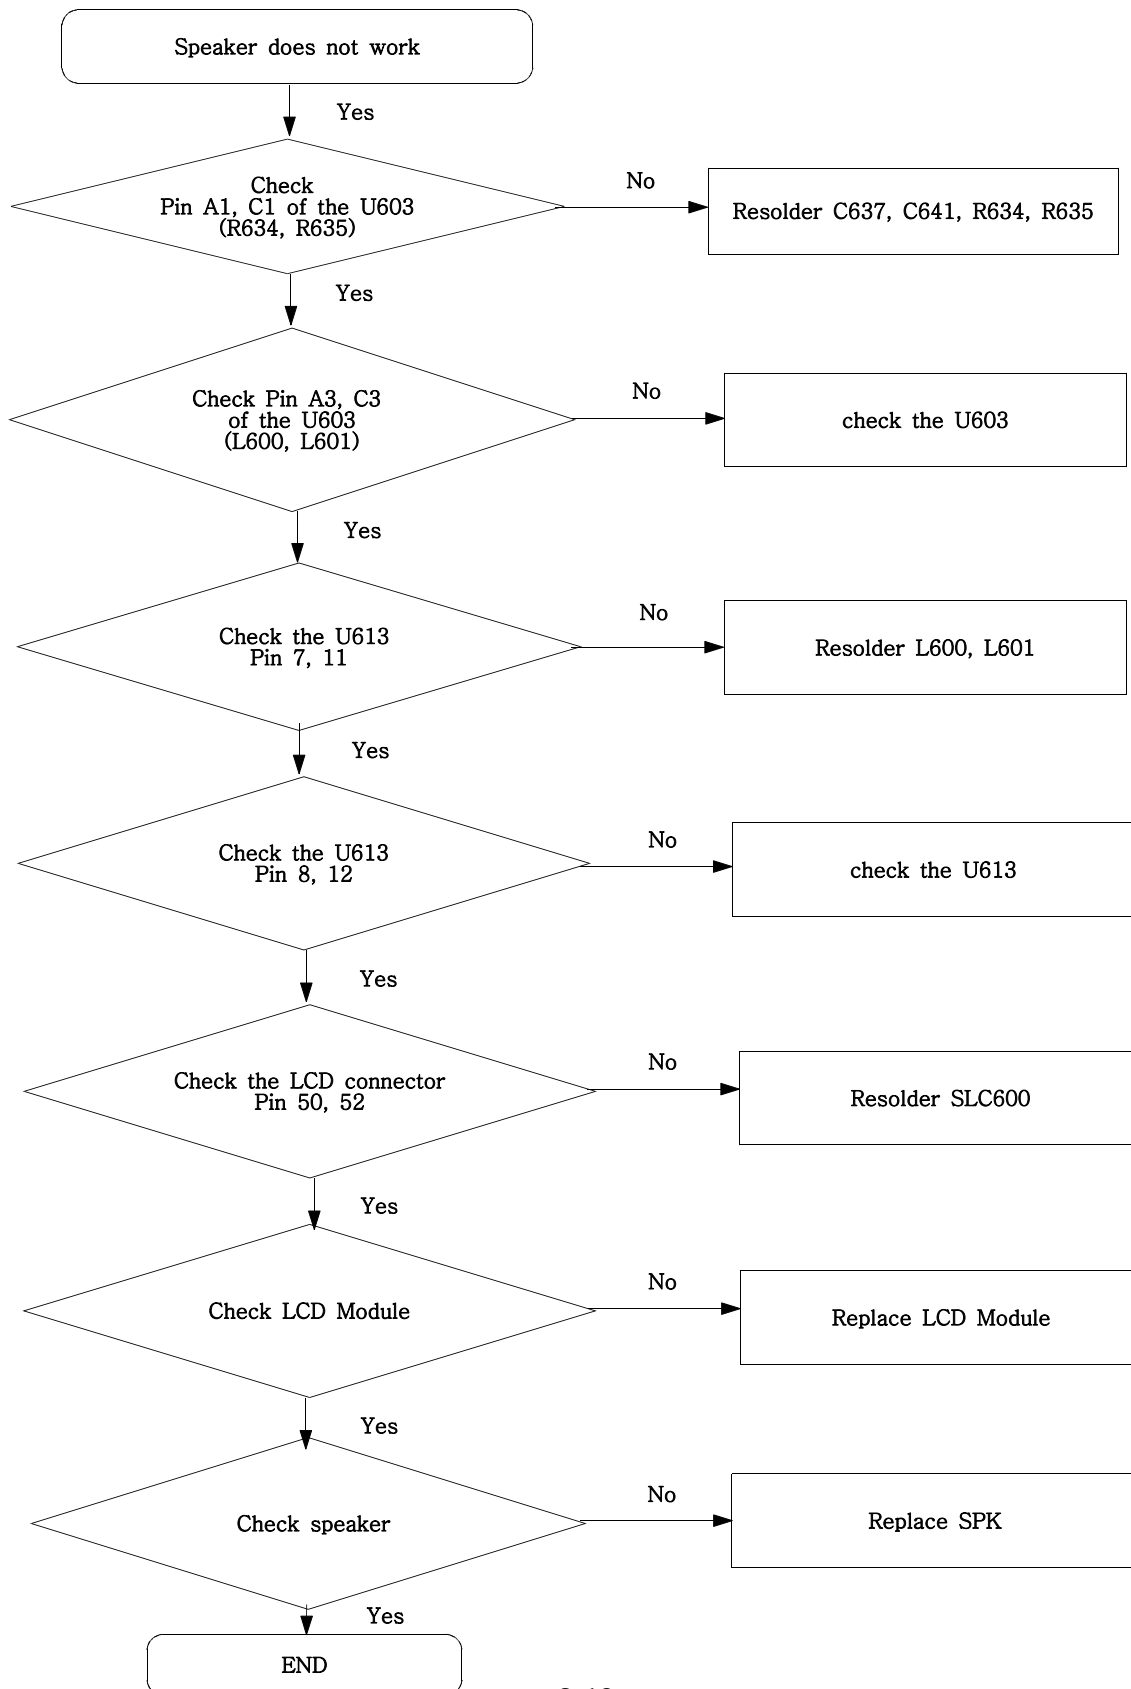 Speaker does not work
Yes
Check
Pin A1, C1 of the U603
(R634, R635)
No
Resolder C637, C641, R634, R635
Yes
Check Pin A3, C3
of the U603
(L600, L601)
No
check the U603
Yes
Check the U613
Pin 7, 11
No
Resolder L600, L601
Yes
Check the U613
Pin 8, 12
No
check the U613
Yes
Check the LCD connector
Pin 50, 52
No
Resolder SLC600
Yes
Check LCD Module
No
Replace LCD Module
Yes
Check speaker
No
Replace SPK
Yes
END